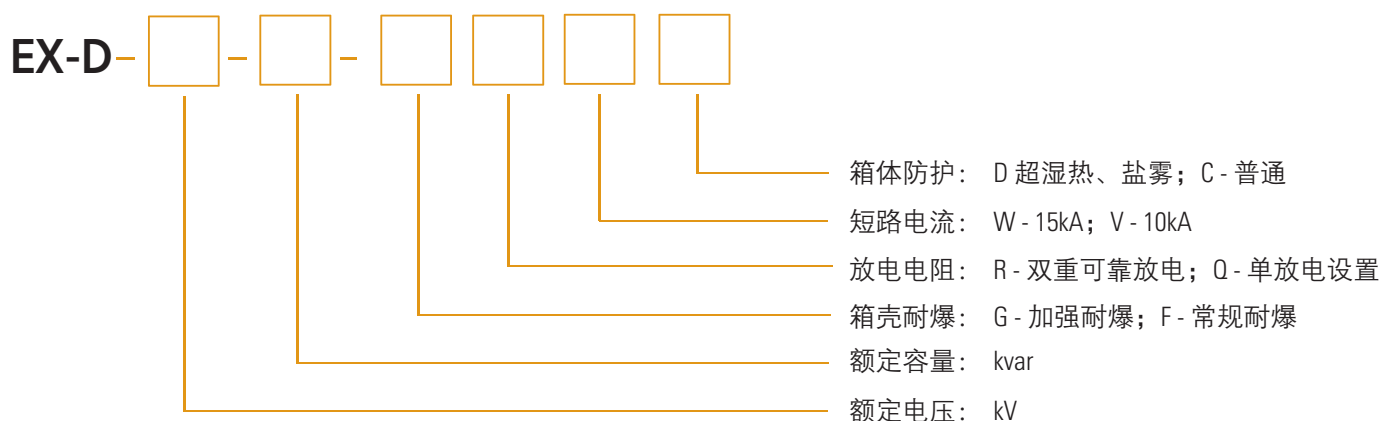 EX-D- - -
箱体防护： D 超湿热、盐雾；C - 普通
短路电流： W - 15kA；V - 10kA
放电电阻： R - 双重可靠放电；Q - 单放电设置
箱壳耐爆： G - 加强耐爆；F - 常规耐爆
额定容量： kvar
额定电压： kV